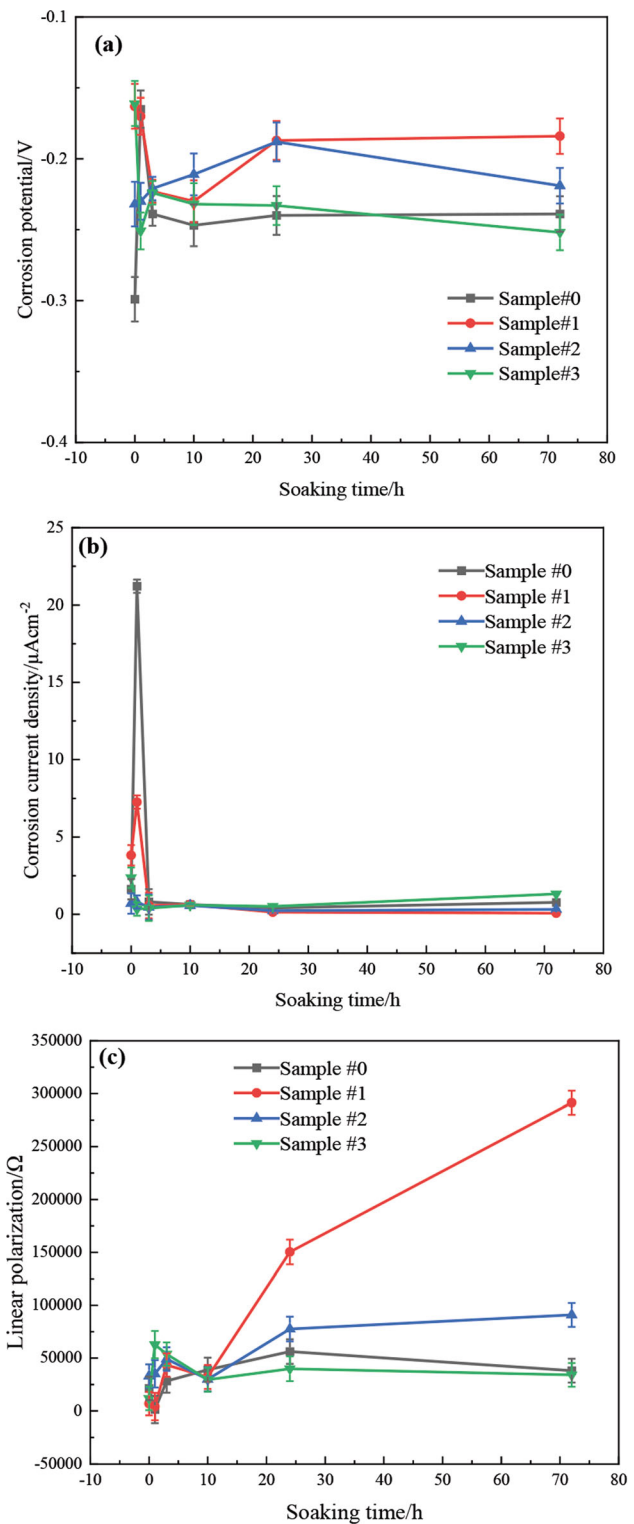 (a)
Corrosion potential/V
-0.1
-0.2
-0.3
-0.4
Sample#0
Sample#1
Sample#2
Sample#3
-10 0 10 20 30 40 50 60 70 80
Soaking time/h
(b)
Corrosion current density/μAcm⁻²
25
20
15
10
5
0
Sample #0
Sample #1
Sample #2
Sample #3
-10 0 10 20 30 40 50 60 70 80
Soaking time/h
(c)
Linear polarization/Ω
350000
300000
250000
200000
150000
100000
50000
0
-50000
Sample #0
Sample #1
Sample #2
Sample #3
-10 0 10 20 30 40 50 60 70 80
Soaking time/h